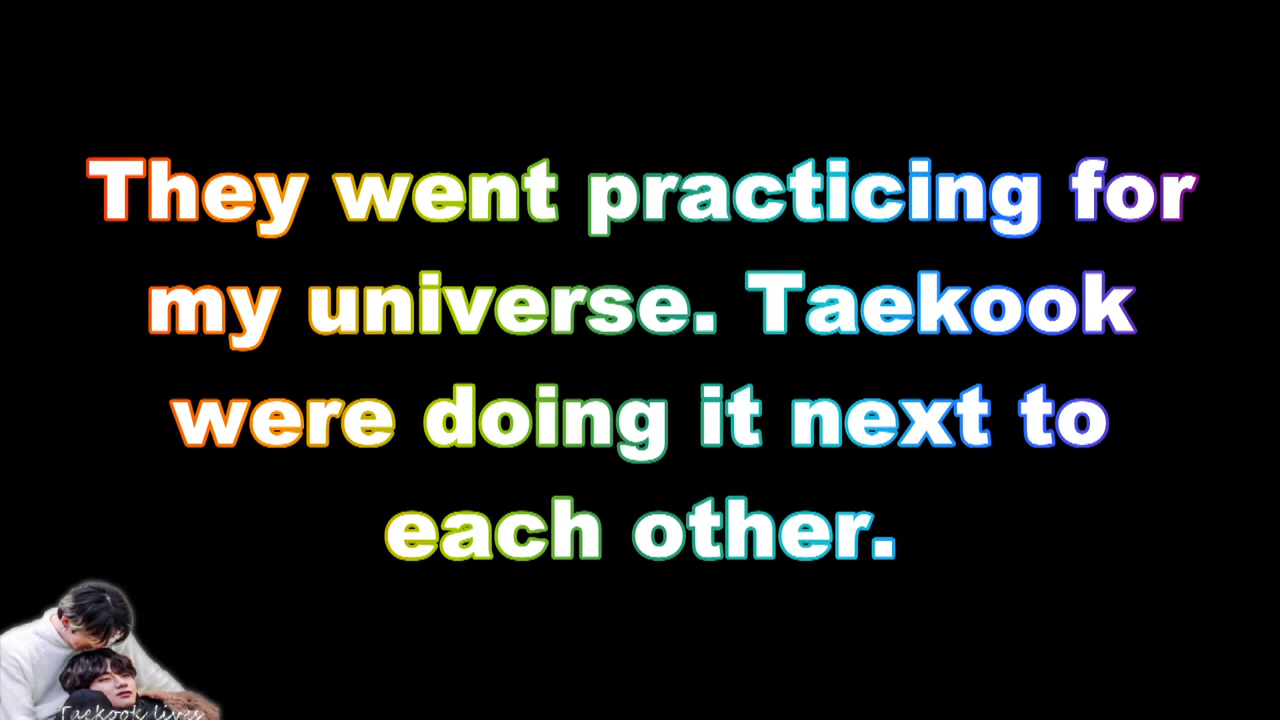 They went practicing for
my universe. Taekook
were doing it next to
each other.
Taekook lives